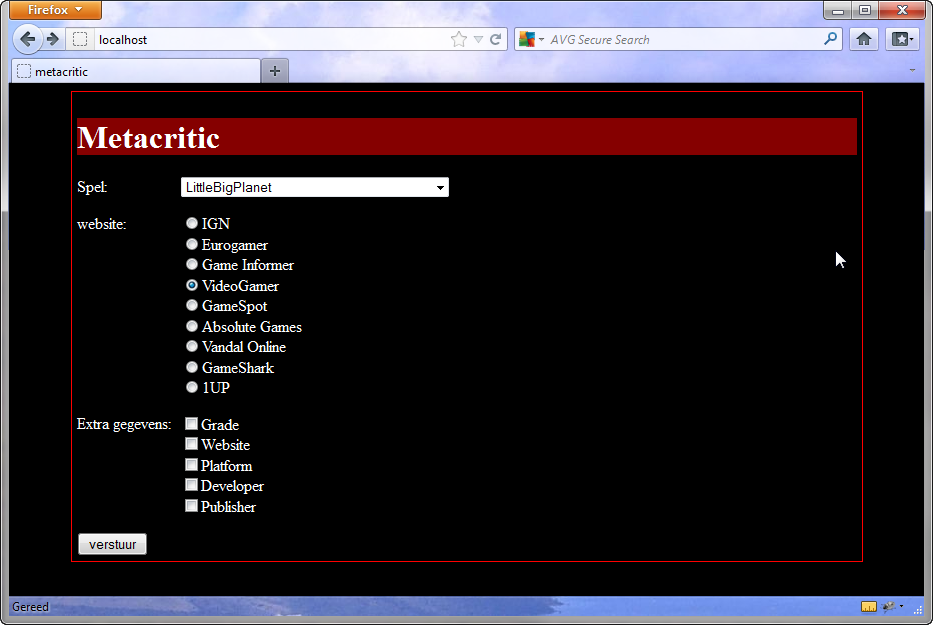 Firefox
localhost
AVG Secure Search
metacritic
Metacritic
Spel: LittleBigPlanet
website: IGN
Eurogamer
Game Informer
VideoGamer
GameSpot
Absolute Games
Vandal Online
GameShark
1UP
Extra gegevens: Grade
Website
Platform
Developer
Publisher
verstuur
Gereed